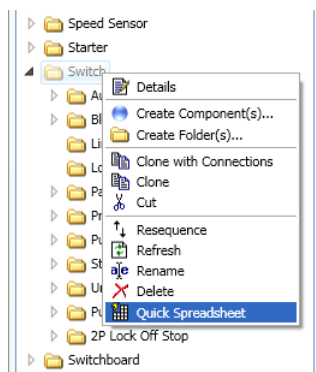 Speed Sensor
Starter
Switch
Details
Create Component(s)...
Create Folder(s)...
Clone with Connections
Clone
Cut
Resequence
Refresh
Rename
Delete
Quick Spreadsheet
2P Lock Off Stop
Switchboard